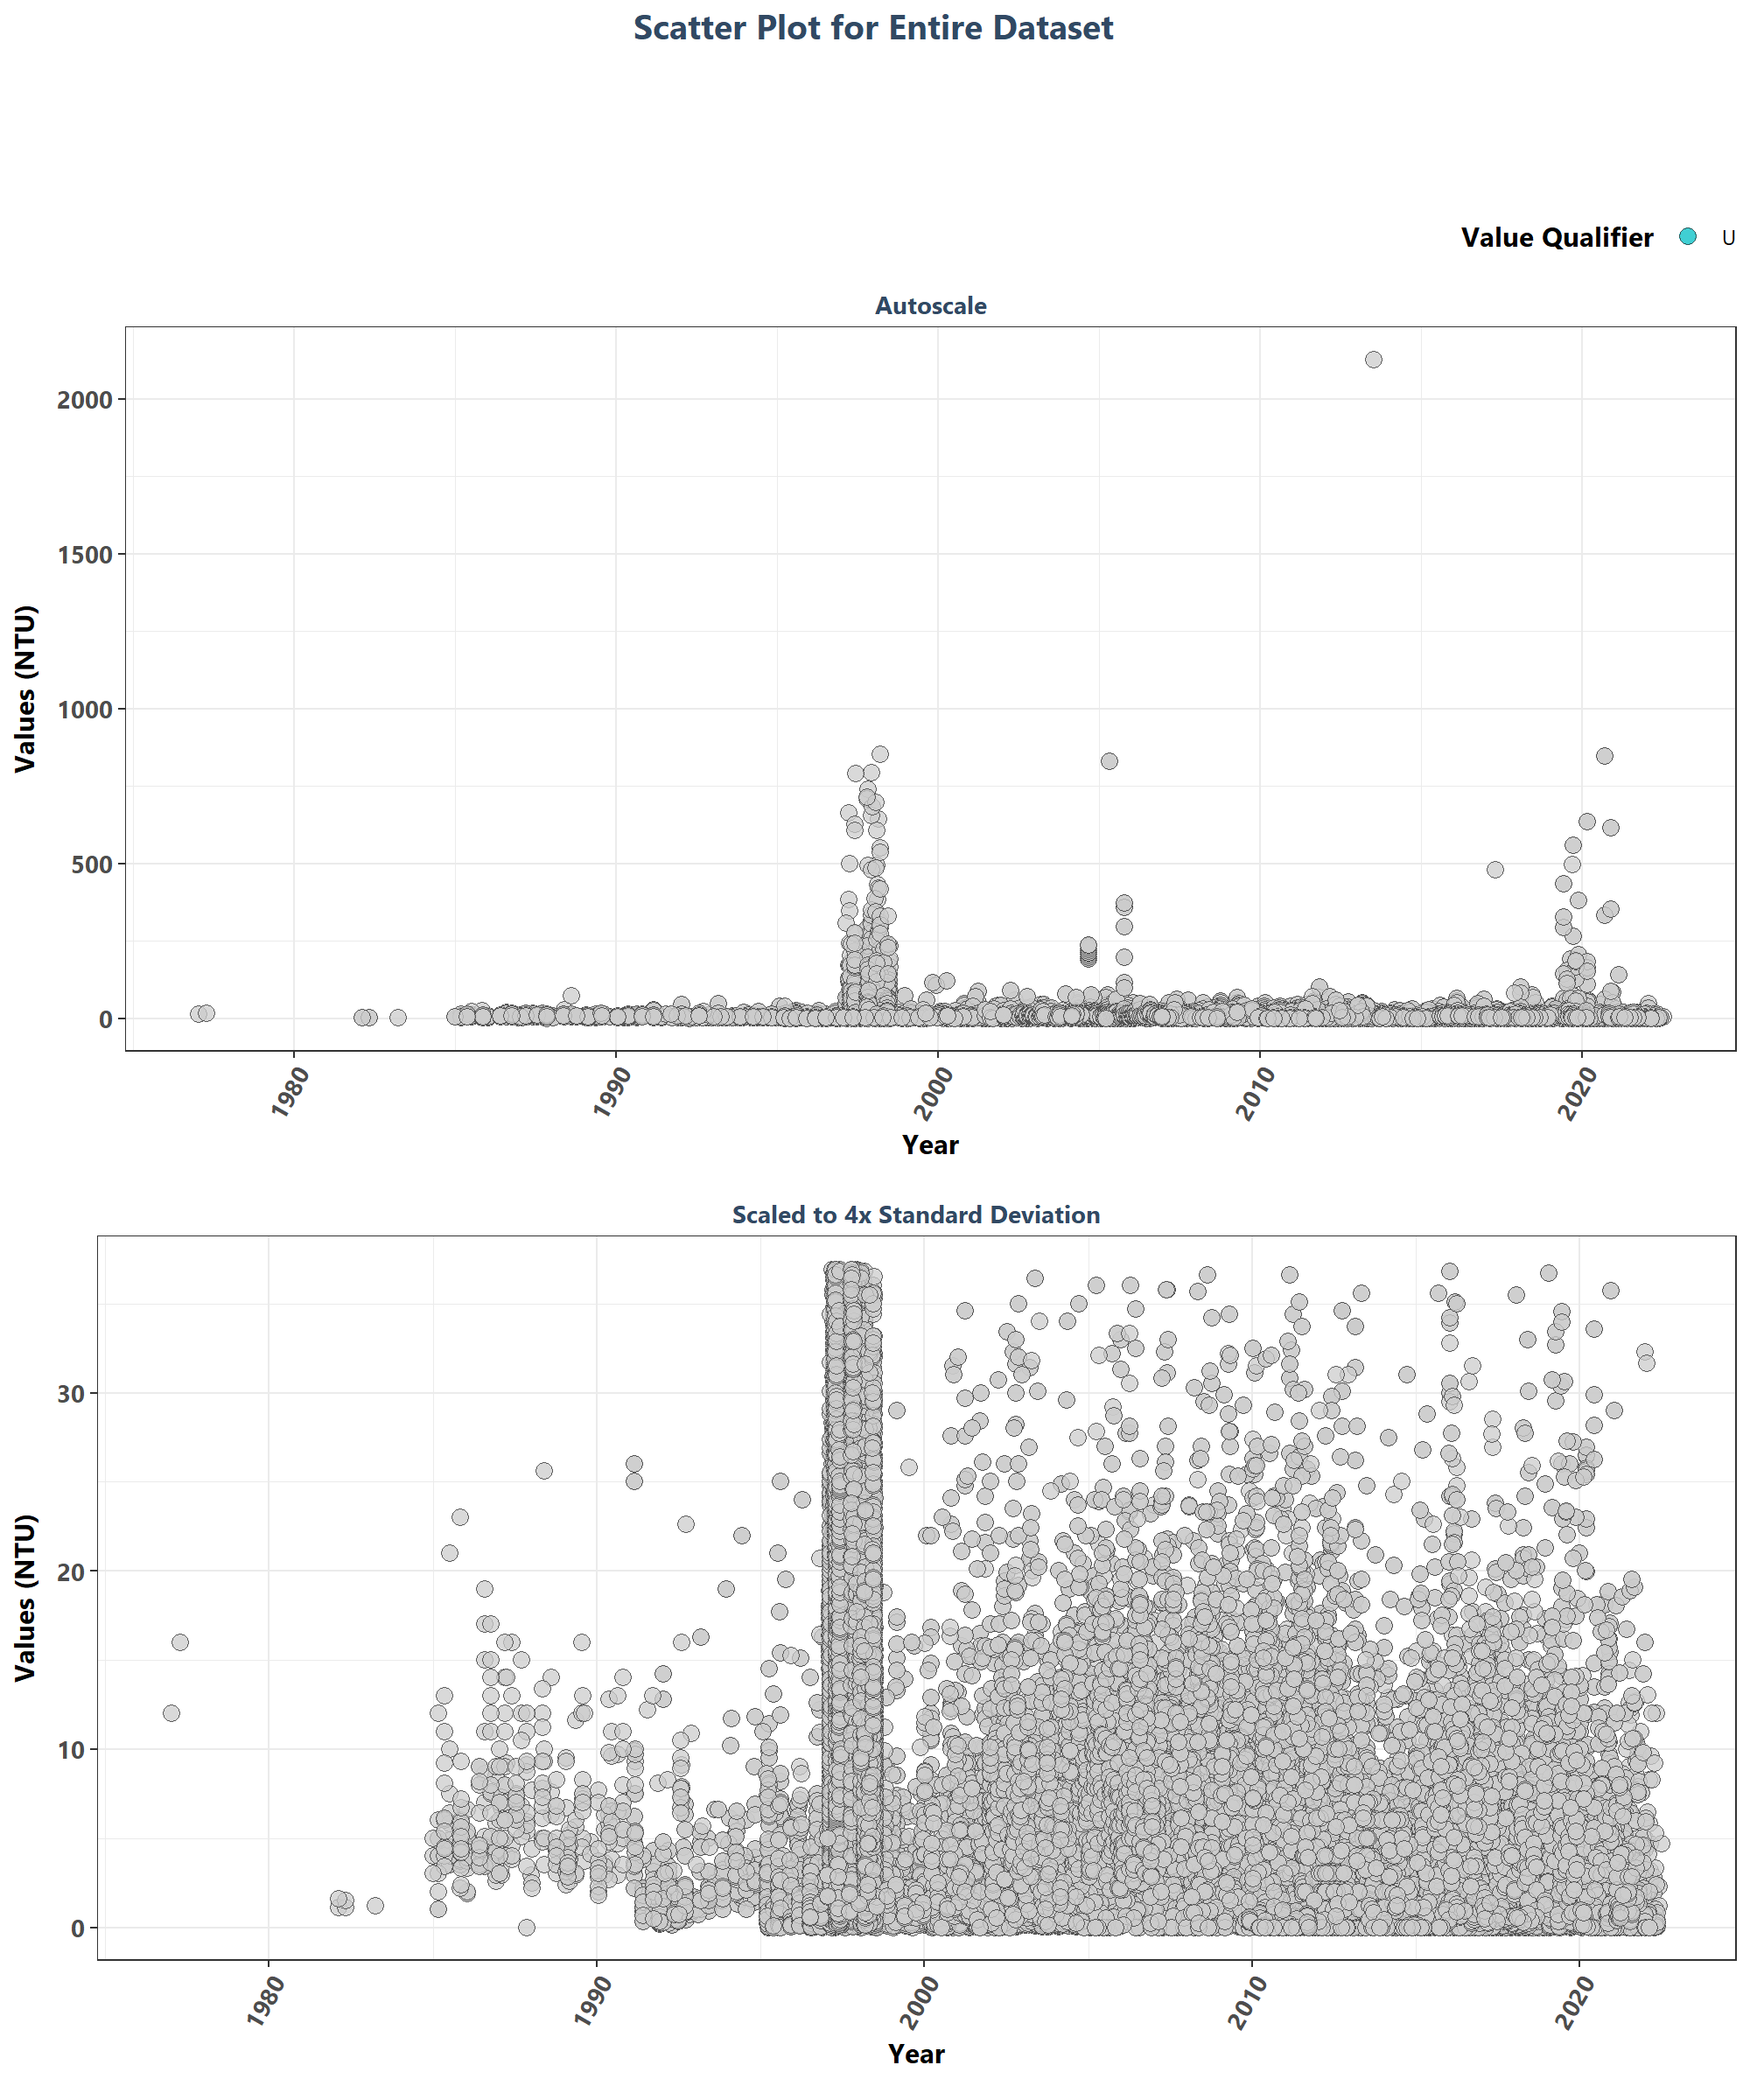 Scatter Plot for Entire Dataset
Value Qualifier U
Autoscale
Values (NTU)
2000
1500
1000
500
0
1980 1990 2000 2010 2020
Year
Scaled to 4x Standard Deviation
Values (NTU)
30
20
10
0
1980 1990 2000 2010 2020
Year